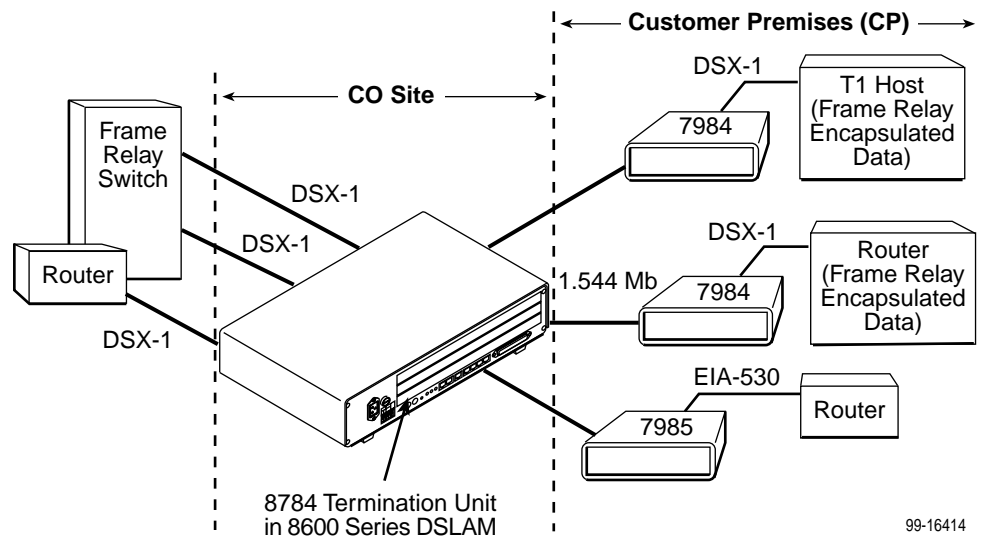 Customer Premises (CP)
CO Site
Frame
Relay
Switch
Router
DSX-1
DSX-1
DSX-1
8784 Termination Unit
in 8600 Series DSLAM
DSX-1
7984
T1 Host
(Frame Relay
Encapsulated
Data)
1.544 Mb
DSX-1
7984
Router
(Frame Relay
Encapsulated
Data)
EIA-530
7985
Router
99-16414